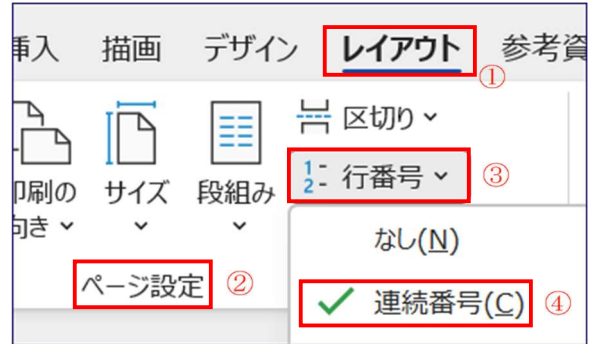 挿入 描画 デザイン レイアウト 参考資
①
区切り
印刷の サイズ 段組み 行番号 ③
向き
なし(N)
ページ設定 ② 連続番号(C) ④